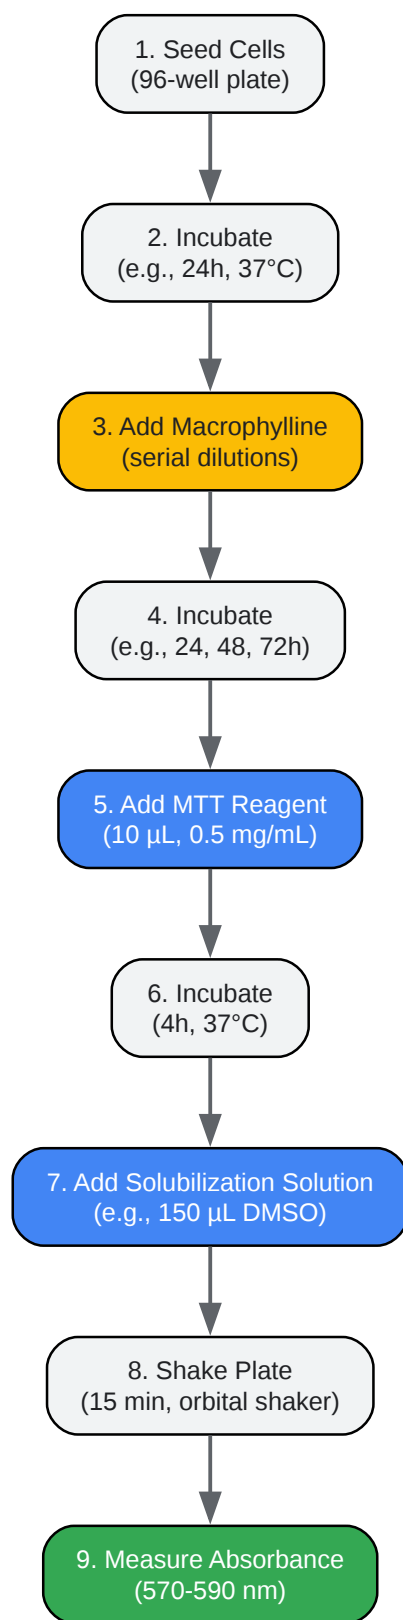 1. Seed Cells
(96-well plate)
2. Incubate
(e.g., 24h, 37°C)
3. Add Macrophylline
(serial dilutions)
4. Incubate
(e.g., 24, 48, 72h)
5. Add MTT Reagent
(10 µL, 0.5 mg/mL)
6. Incubate
(4h, 37°C)
7. Add Solubilization Solution
(e.g., 150 µL DMSO)
8. Shake Plate
(15 min, orbital shaker)
9. Measure Absorbance
(570-590 nm)